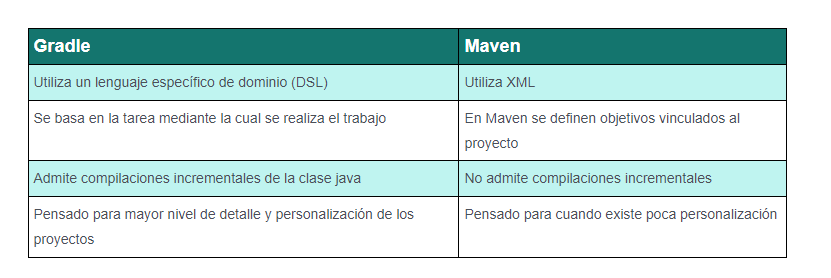 Gradle
Maven
Utiliza un lenguaje específico de dominio (DSL)
Utiliza XML
Se basa en la tarea mediante la cual se realiza el trabajo
En Maven se definen objetivos vinculados al
proyecto
Admite compilaciones incrementales de la clase java
No admite compilaciones incrementales
Pensado para mayor nivel de detalle y personalización de los
proyectos
Pensado para cuando existe poca personalización